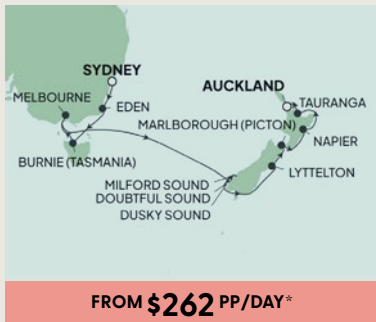 SYDNEY
AUCKLAND
MELBOURNE
EDEN
TAURANGA
MARLBOROUGH (PICTON)
NAPIER
BURNIE (TASMANIA)
LYTTELTON
MILFORD SOUND
DOUBTFUL SOUND
DUSKY SOUND
FROM $262 PP/DAY*